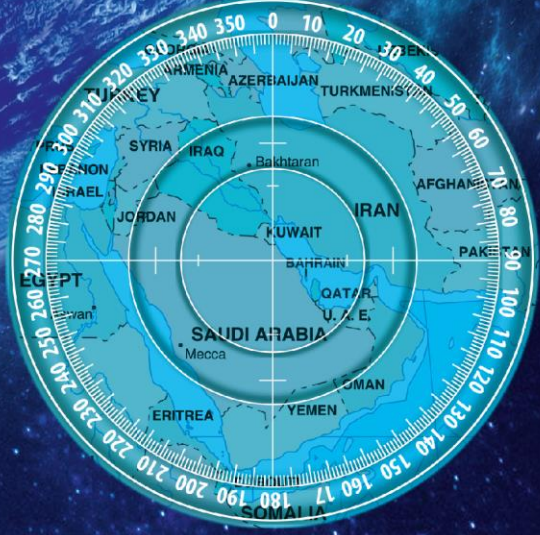 340 350 0 10 20 30 40 50 60 70 80 90 100 110 120 130 140 150 160 17 180 190 200 210 220 230 240 250 260 270 280 290 300 310 320 330
ARMENIA
AZERBAIJAN
TURKMENISTAN
TURKEY
SYRIA
IRAQ
Bakhtaran
AFGHANISTAN
JORDAN
IRAN
KUWAIT
PAKISTAN
BAHRAIN
EGYPT
QATAR
U. A. E.
SAUDI ARABIA
Mecca
OMAN
ERITREA
YEMEN
SOMALIA